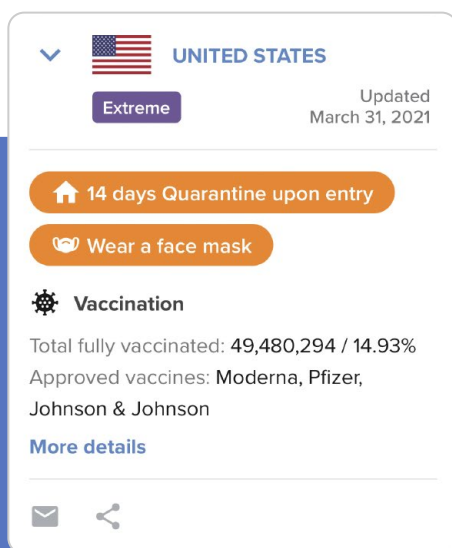 UNITED STATES
Extreme
Updated
March 31, 2021
14 days Quarantine upon entry
Wear a face mask
Vaccination
Total fully vaccinated: 49,480,294 / 14.93%
Approved vaccines: Moderna, Pfizer,
Johnson & Johnson
More details